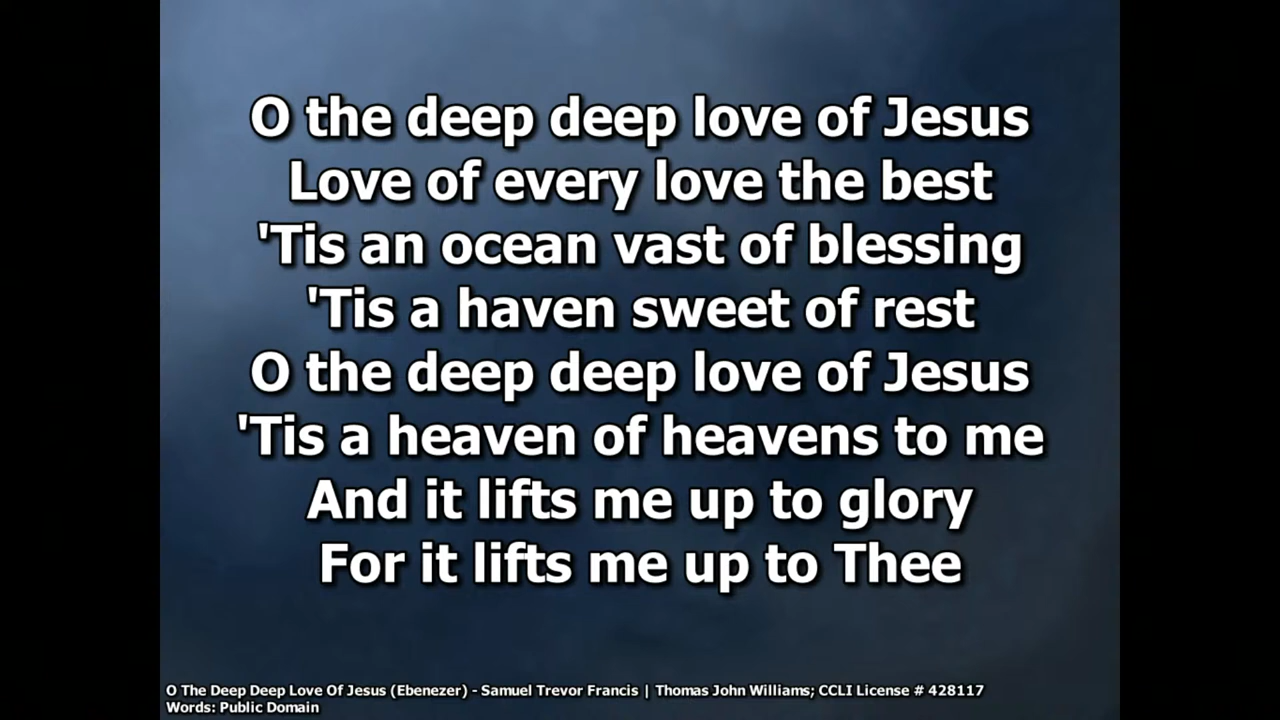 O the deep deep love of Jesus
Love of every love the best
'Tis an ocean vast of blessing
'Tis a haven sweet of rest
O the deep deep love of Jesus
'Tis a heaven of heavens to me
And it lifts me up to glory
For it lifts me up to Thee
O The Deep Deep Love Of Jesus (Ebenezer) - Samuel Trevor Francis | Thomas John Williams; CCLI License # 428117
Words: Public Domain